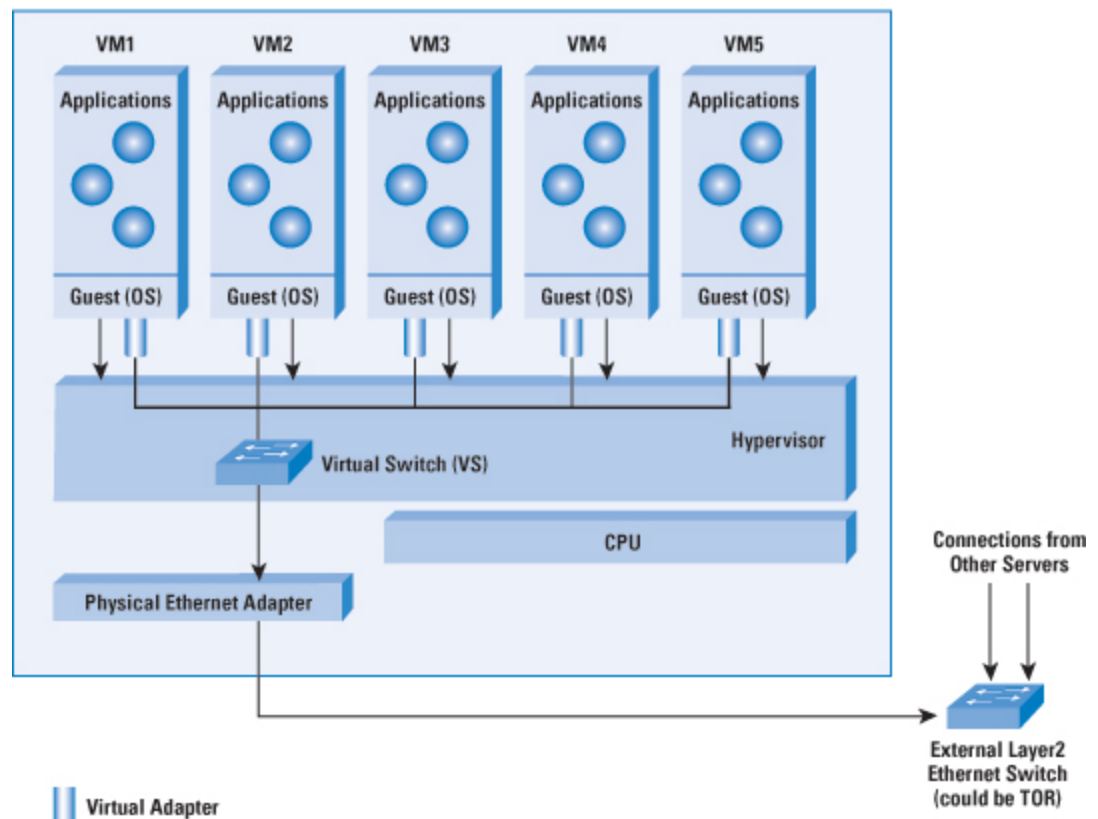 VM1
VM2
VM3
VM4
VM5
Applications
Applications
Applications
Applications
Applications
Guest (OS)
Guest (OS)
Guest (OS)
Guest (OS)
Guest (OS)
Hypervisor
Virtual Switch (VS)
CPU
Connections from
Other Servers
Physical Ethernet Adapter
External Layer2
Ethernet Switch
(could be TOR)
Virtual Adapter